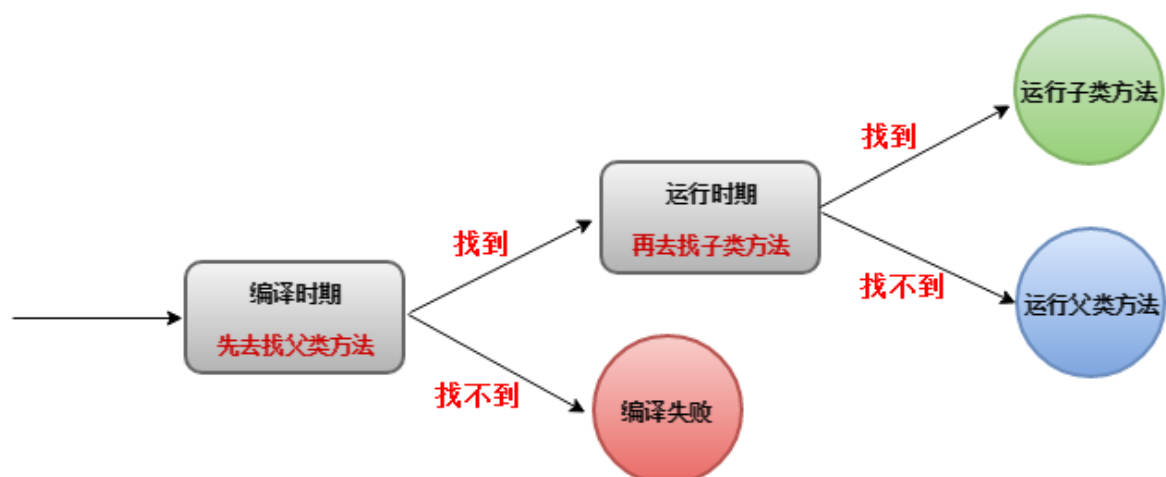 运行子类方法
找到
运行时期
再去找子类方法
找到
找不到
运行父类方法
编译时期
先去找父类方法
找不到
编译失败